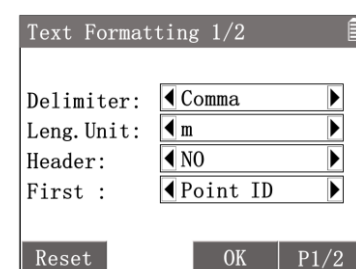 Text Formatting 1/2
Delimiter: Comma
Leng.Unit: m
Header: NO
First : Point ID
Reset OK P1/2